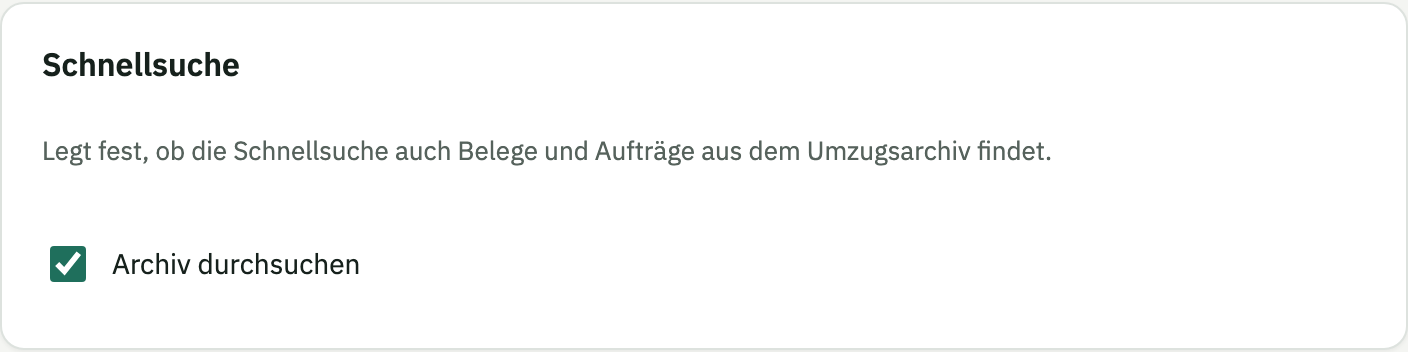 Schnellsuche
Legt fest, ob die Schnellsuche auch Belege und Aufträge aus dem Umzugsarchiv findet.
Archiv durchsuchen